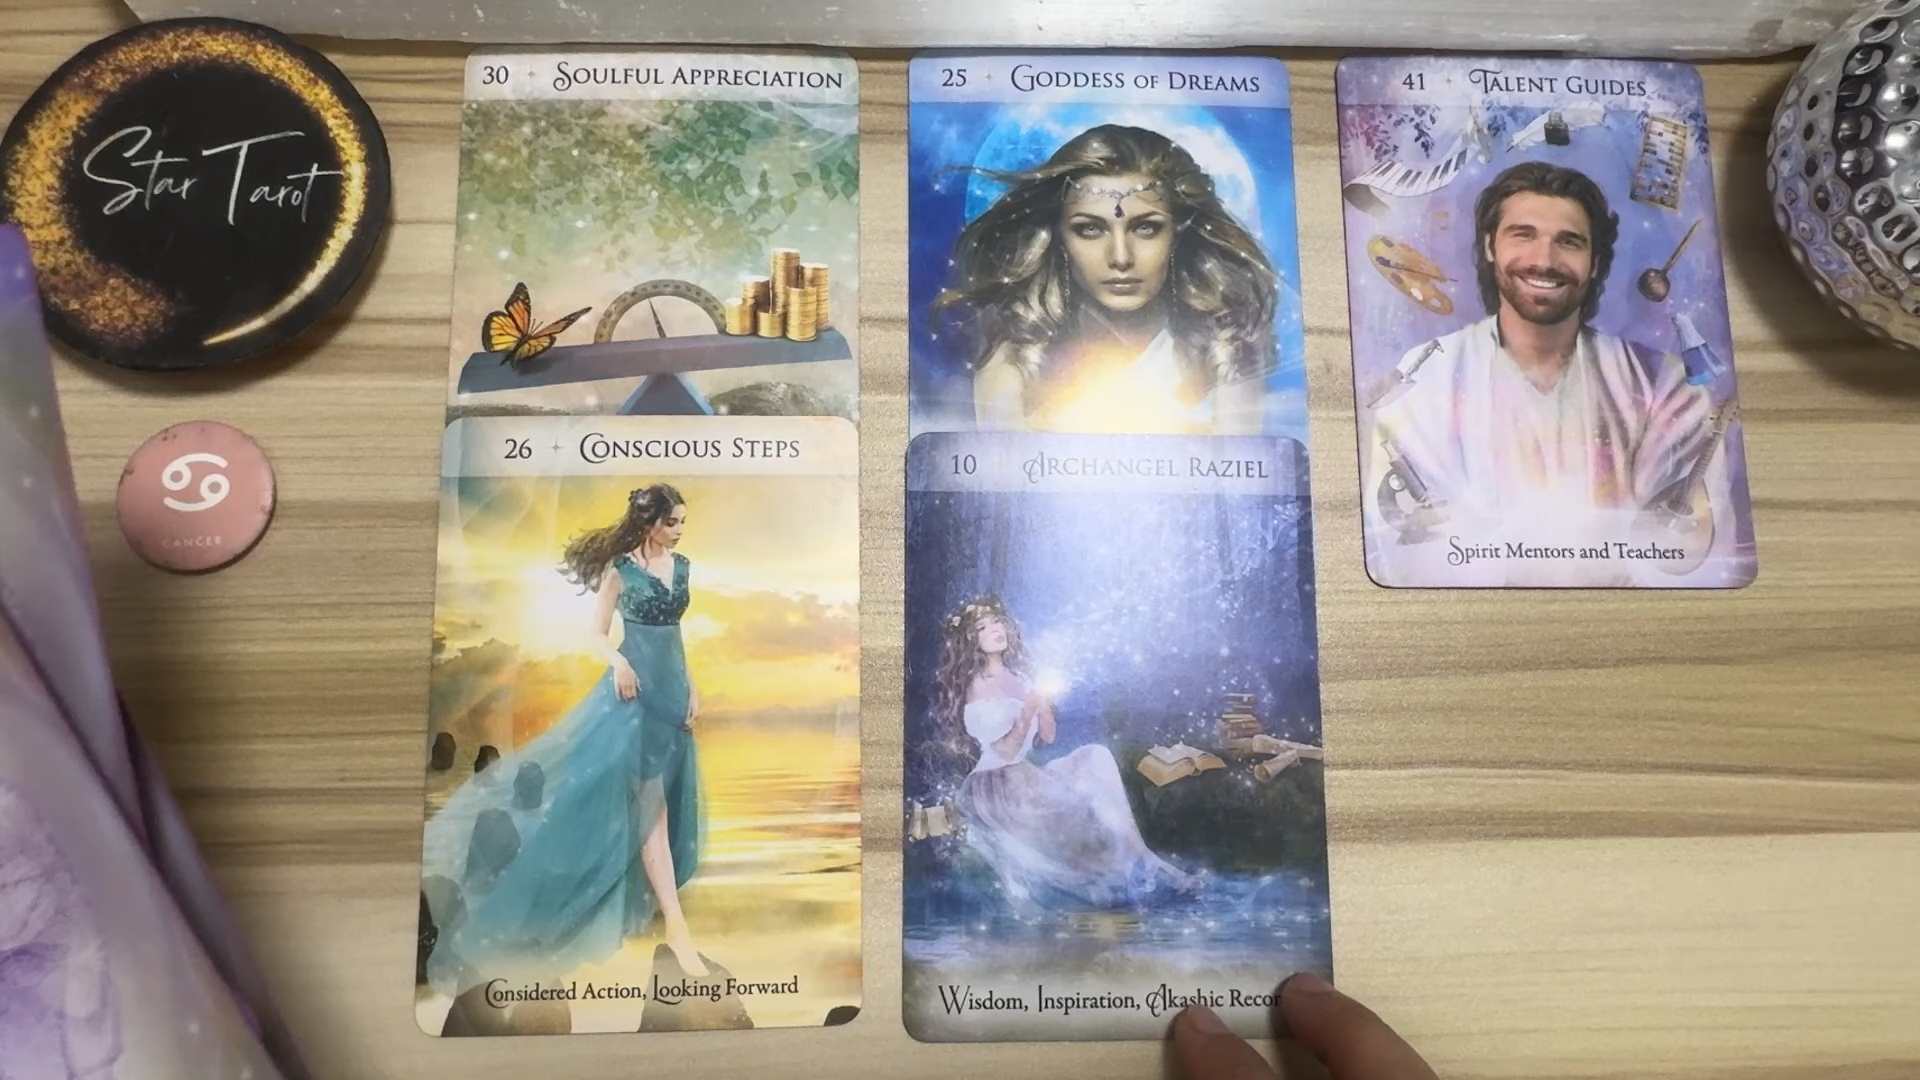 Star Tarot
CANCER
30 SOULFUL APPRECIATION
25 GODDESS OF DREAMS
41 TALENT GUIDES
Spirit Mentors and Teachers
26 CONSCIOUS STEPS
Considered Action, Looking Forward
10 ARCHANGEL RAZIEL
Wisdom, Inspiration, Akashic